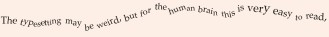 The typesetting may be weird, but for the human brain this is very easy to read,